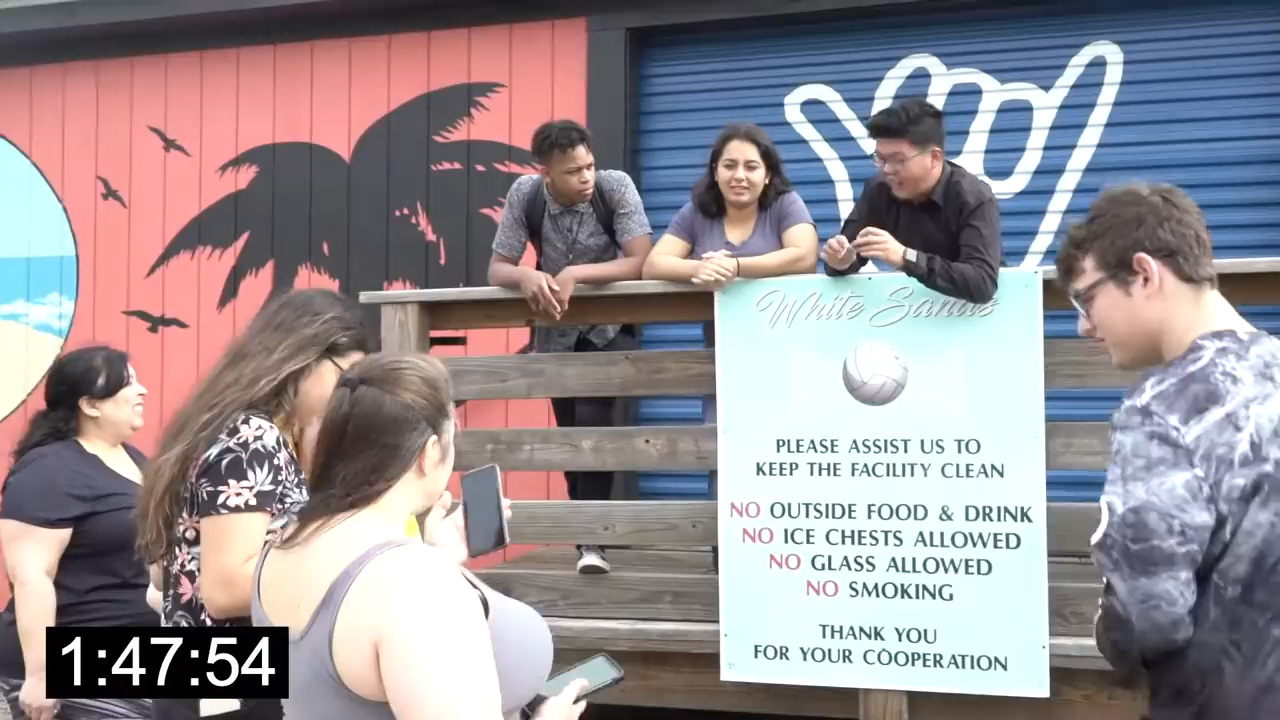 White Sands
PLEASE ASSIST US TO
KEEP THE FACILITY CLEAN
NO OUTSIDE FOOD & DRINK
NO ICE CHESTS ALLOWED
NO GLASS ALLOWED
NO SMOKING
THANK YOU
FOR YOUR COOPERATION
1:47:54